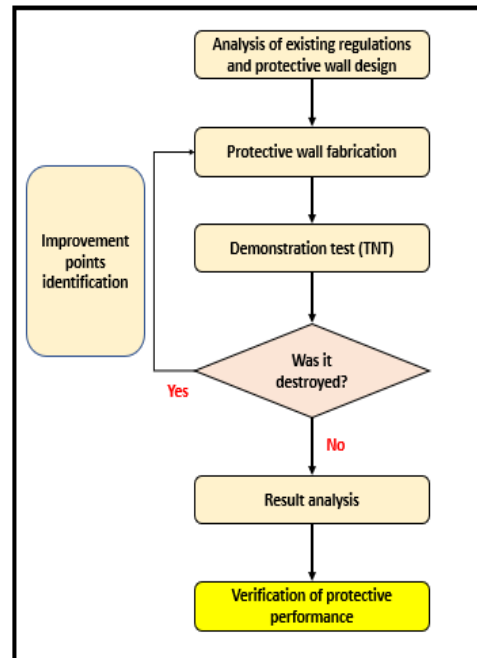 Analysis of existing regulations
and protective wall design
Protective wall fabrication
Improvement
points
identification
Demonstration test (TNT)
Was it
destroyed?
Yes
No
Result analysis
Verification of protective
performance